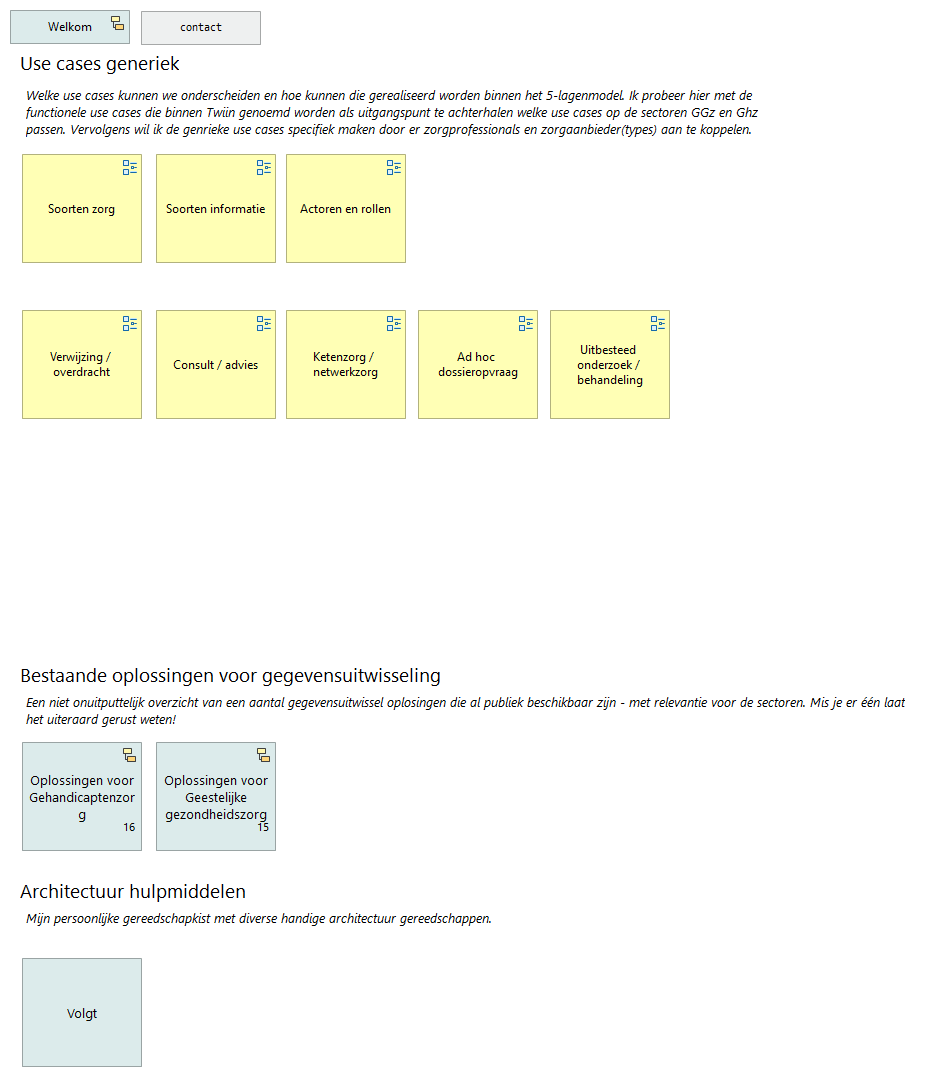 Welkom
contact
Use cases generiek
Welke use cases kunnen we onderscheiden en hoe kunnen die gerealiseerd worden binnen het 5-lagenmodel. Ik probeer hier met de
functionele use cases die binnen Twiin genoemd worden als uitgangspunt te achterhalen welke use cases op de sectoren GGz en Ghz
passen. Vervolgens wil ik de genrieke use cases specifiek maken door er zorgprofessionals en zorgaanbieder(types) aan te koppelen.
Soorten zorg
Soorten informatie
Actoren en rollen
Verwijzing /
overdracht
Consult / advies
Ketenzorg /
netwerkzorg
Ad hoc
dossieropvraag
Uitbesteed
onderzoek /
behandeling
Bestaande oplossingen voor gegevensuitwisseling
Een niet onuitputtelijk overzicht van een aantal gegevensuitwissel oplosingen die al publiek beschikbaar zijn - met relevantie voor de sectoren. Mis je er één laat
het uiteraard gerust weten!
Oplossingen voor
Gehandicaptenzor
g
16
Oplossingen voor
Geestelijke
gezondheidszorg
15
Architectuur hulpmiddelen
Mijn persoonlijke gereedschapkist met diverse handige architectuur gereedschappen.
Volgt